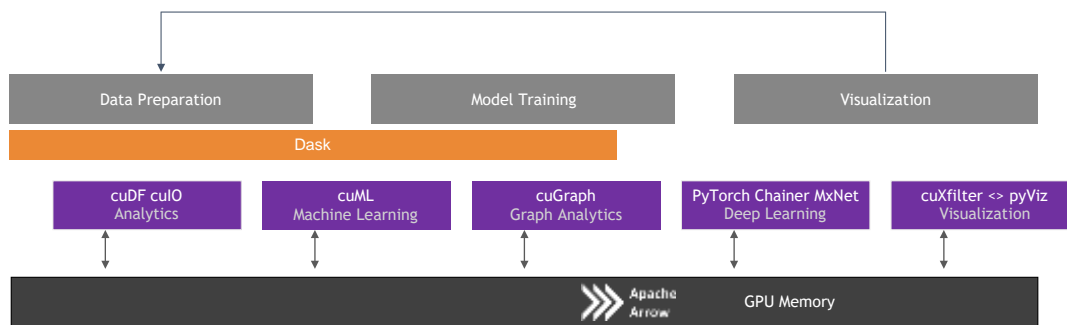 Data Preparation
Model Training
Visualization
Dask
cuDF cuIO
Analytics
cuML
Machine Learning
cuGraph
Graph Analytics
PyTorch Chainer MxNet
Deep Learning
cuXfilter <> pyViz
Visualization
Apache
Arrow
GPU Memory